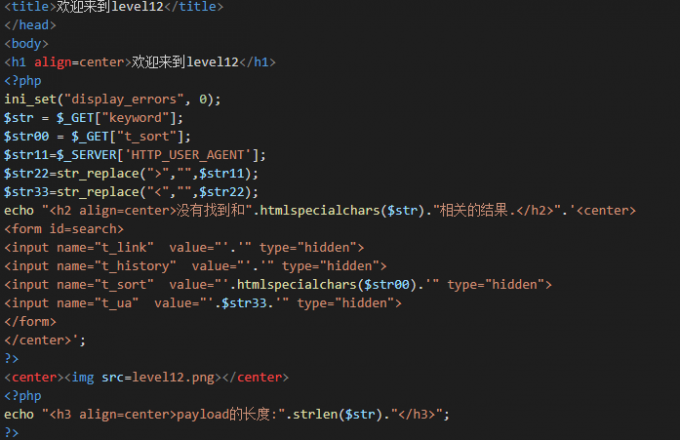 <title>欢迎来到level12</title>
</head>
<body>
<h1 align=center>欢迎来到level12</h1>
<?php
ini_set("display_errors", 0);
$str = $_GET["keyword"];
$str00 = $_GET["t_sort"];
$str11=$_SERVER['HTTP_USER_AGENT'];
$str22=str_replace(">","",$str11);
$str33=str_replace("<","",$str22);
echo "<h2 align=center>没有找到和".htmlspecialchars($str)."相关的结果.</h2>".'<center>
<form id=search>
<input name="t_link"  value="'.'" type="hidden">
<input name="t_history"  value="'.'" type="hidden">
<input name="t_sort"  value="'.htmlspecialchars($str00).'" type="hidden">
<input name="t_ua"  value="'.$str33.'" type="hidden">
</form>
</center>';
?>
<center><img src=level12.png></center>
<?php
echo "<h3 align=center>payload的长度:".strlen($str)."</h3>";
?>